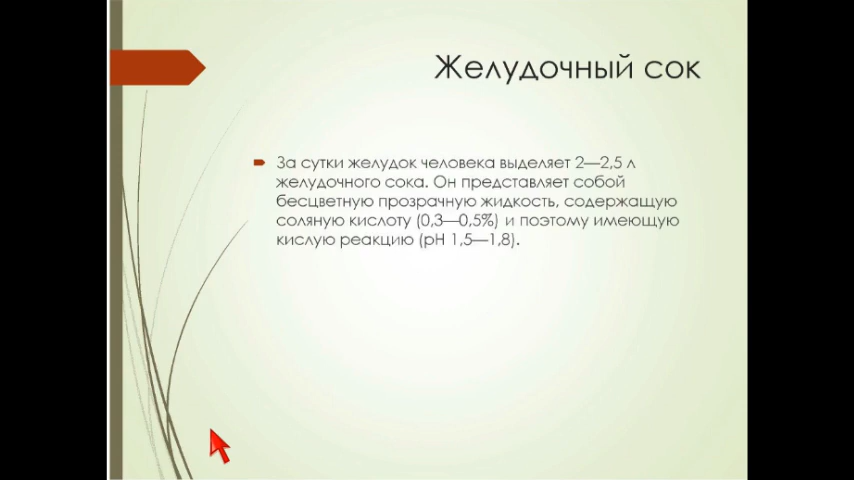 Желудочный сок
За сутки желудок человека выделяет 2—2,5 л
желудочного сока. Он представляет собой
бесцветную прозрачную жидкость, содержащую
соляную кислоту (0,3—0,5%) и поэтому имеющую
кислую реакцию (pH 1,5—1,8).